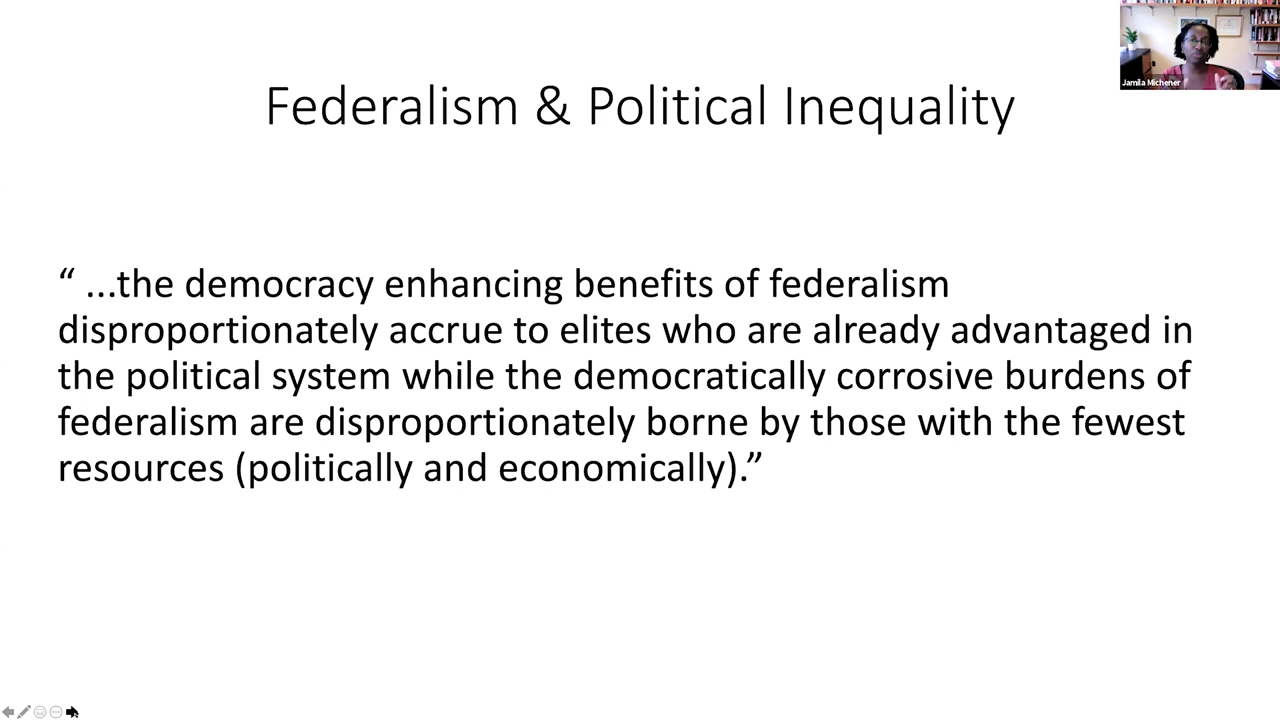 Jamila Michener
Federalism & Political Inequality
“ ...the democracy enhancing benefits of federalism
disproportionately accrue to elites who are already advantaged in
the political system while the democratically corrosive burdens of
federalism are disproportionately borne by those with the fewest
resources (politically and economically).”